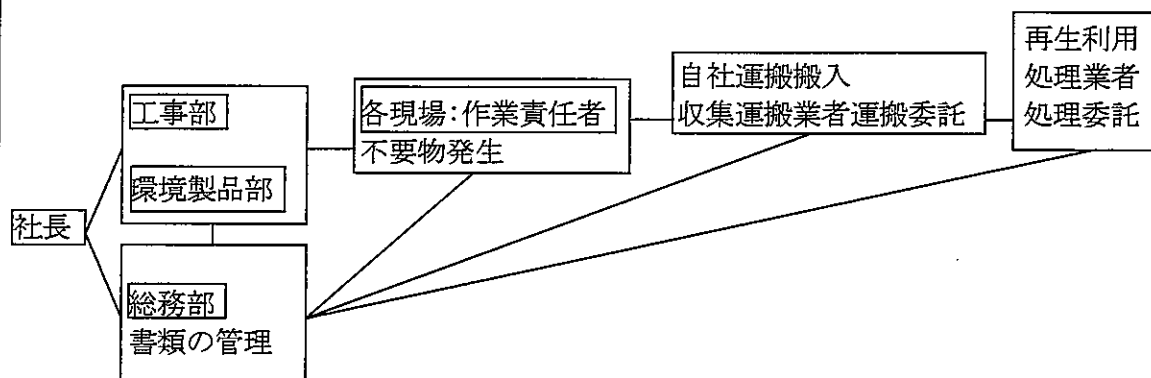 社長
工事部
環境製品部
総務部
書類の管理
各現場:作業責任者
不要物発生
自社運搬搬入
収集運搬業者運搬委託
再生利用
処理業者
処理委託